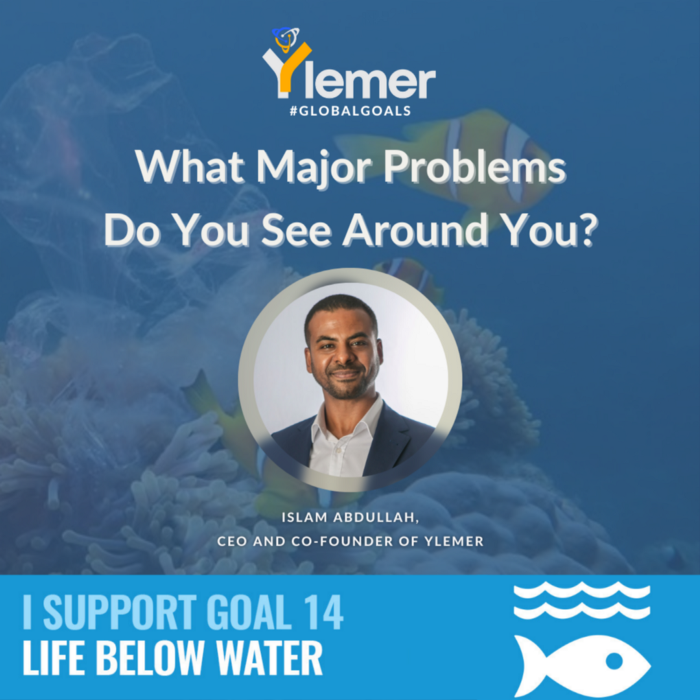 Ylemer
#GLOBALGOALS
What Major Problems
Do You See Around You?
ISLAM ABDULLAH,
CEO AND CO-FOUNDER OF YLEMER
I SUPPORT GOAL 14
LIFE BELOW WATER